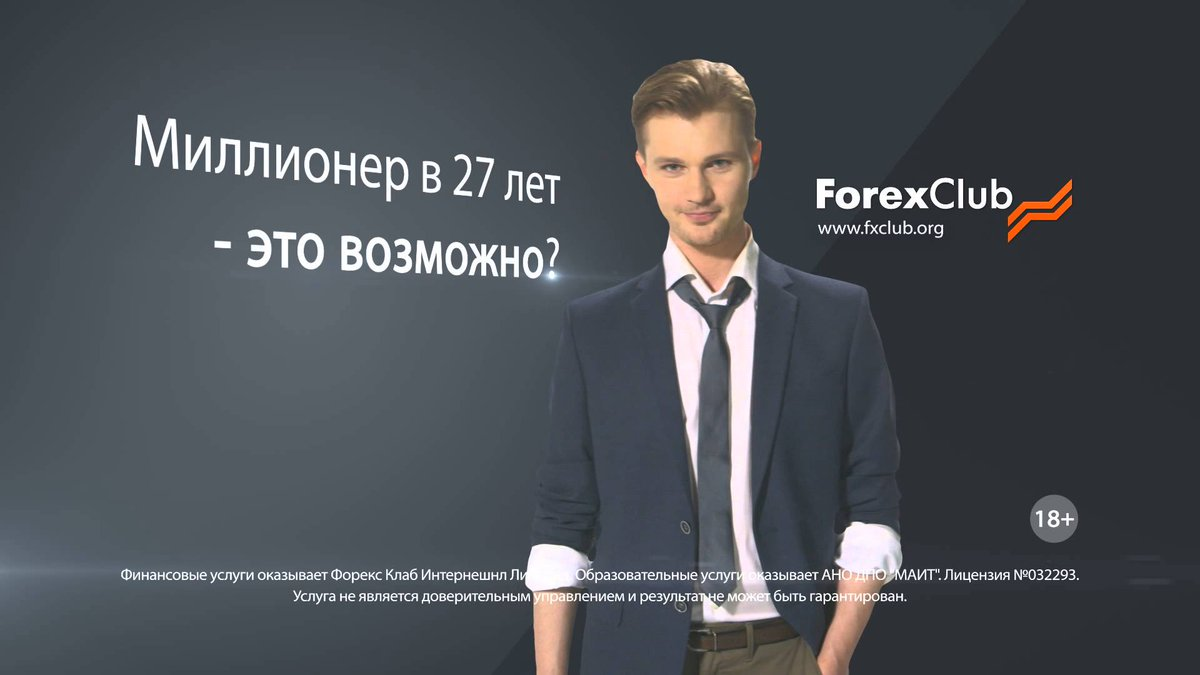 Миллионер в 27 лет
- это возможно?
ForexClub
www.fxclub.org
18+
Финансовые услуги оказывает Форекс Клаб Интернешнл Образовательные услуги оказывает АНО ДПО "МАИТ". Лицензия №032293.
Услуга не является доверительным управлением и результат не может быть гарантирован.